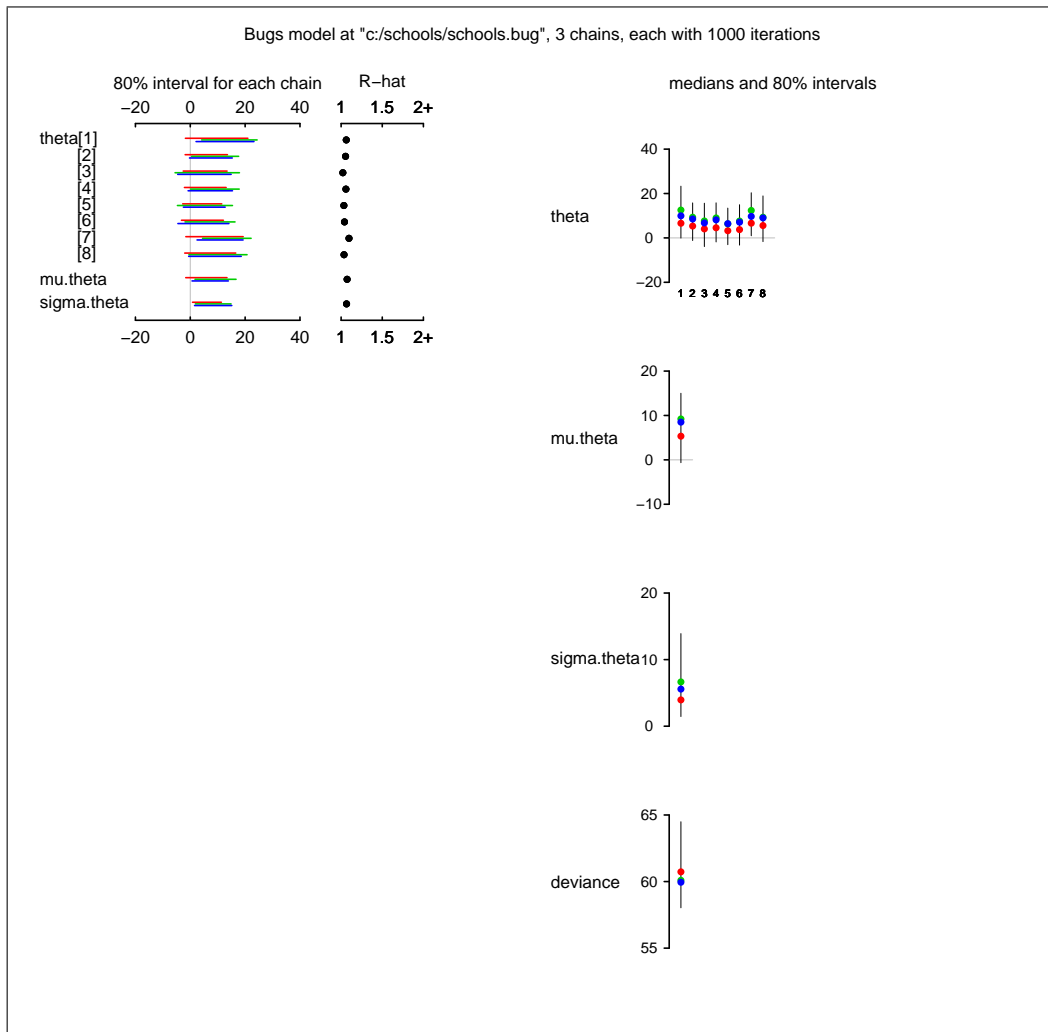 Bugs model at "c:/schools/schools.bug", 3 chains, each with 1000 iterations
80% interval for each chain
R−hat
−20 0 20 40
1 1.5 2+
theta[1]
[2]
[3]
[4]
[5]
[6]
[7]
[8]
mu.theta
sigma.theta
−20 0 20 40
1 1.5 2+
medians and 80% intervals
theta
40
20
0
−20
1 2 3 4 5 6 7 8
mu.theta
20
10
0
−10
sigma.theta
20
10
0
deviance
65
60
55